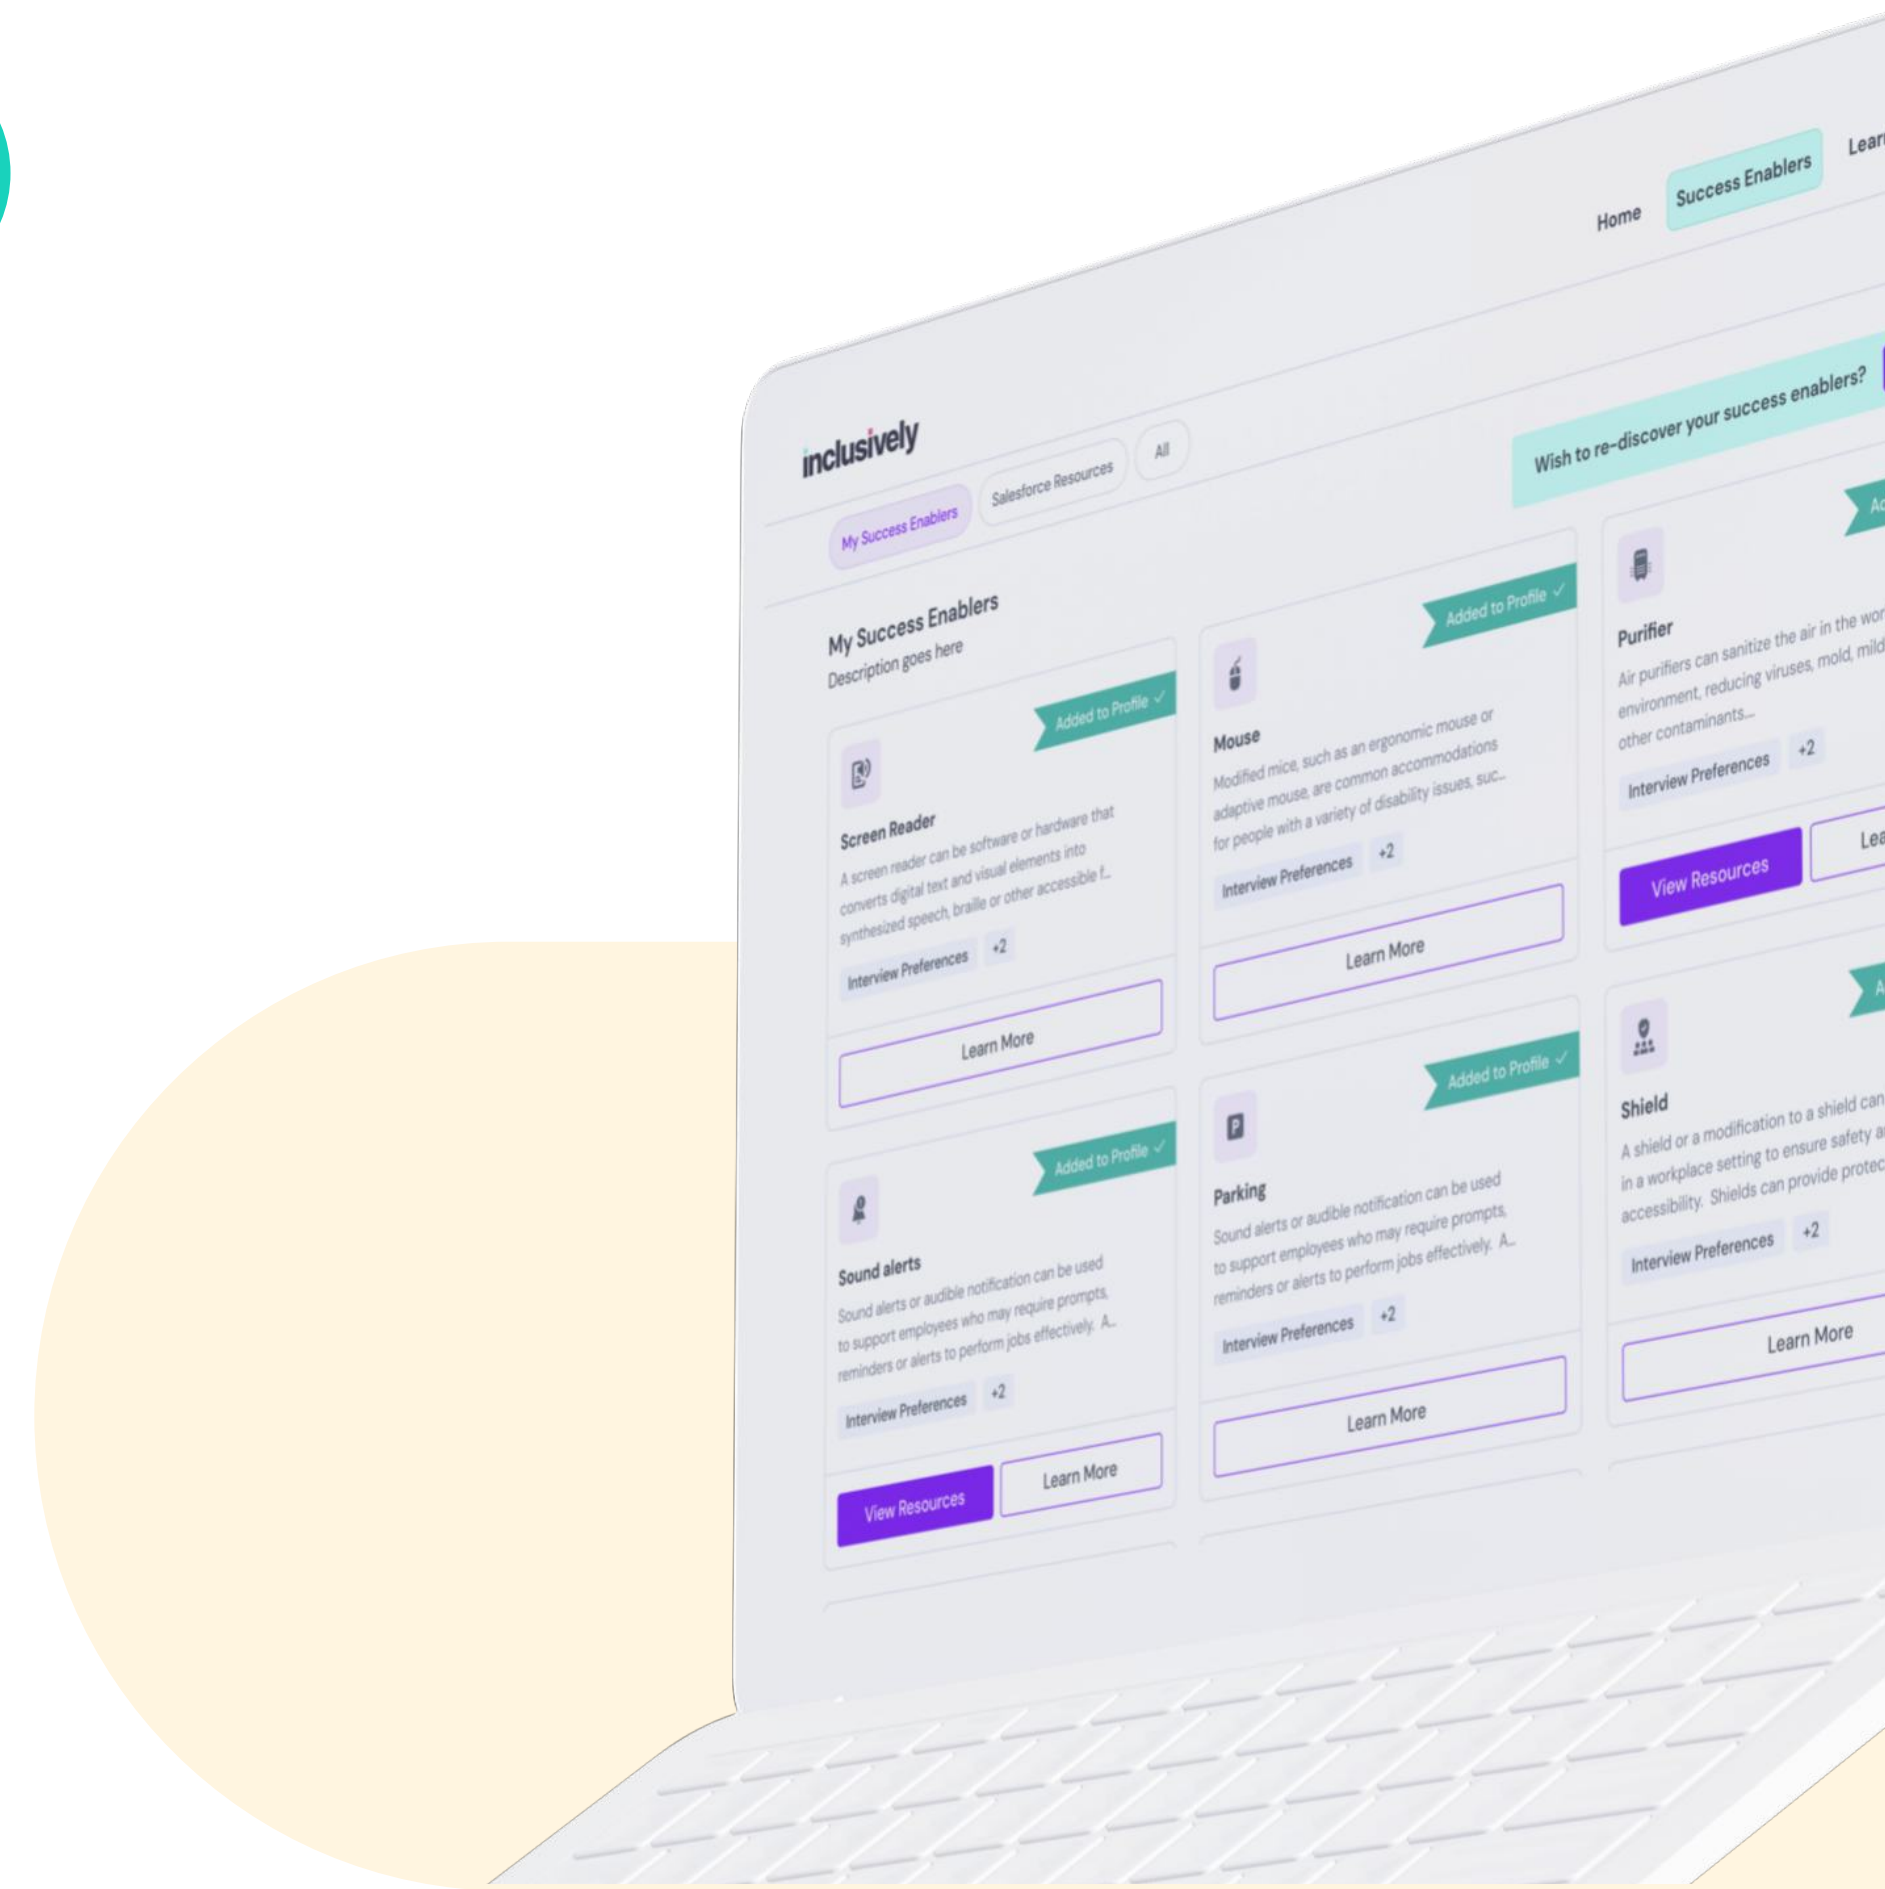 inclusively
Home
Success Enablers
My Success Enablers
Salesforce Resources
All
Wish to re-discover your success enablers?
My Success Enablers
Description goes here
Added to Profile
Screen Reader
A screen reader can be software or hardware that
converts digital text and visual elements into
synthesized speech, braille or other accessible f...
Interview Preferences
+2
Learn More
Added to Profile
Mouse
Modified mice, such as an ergonomic mouse or
adaptive mouse, are common accommodations
for people with a variety of disability issues, suc...
Interview Preferences
+2
Learn More
Purifier
Air purifiers can sanitize the air in the wor
environment, reducing viruses, mold, mild
other contaminants...
Interview Preferences
+2
View Resources
Lea
Added to Profile
Sound alerts
Sound alerts or audible notification can be used
to support employees who may require prompts,
reminders or alerts to perform jobs effectively. A...
Interview Preferences
+2
View Resources
Learn More
Added to Profile
P
Parking
Sound alerts or audible notification can be used
to support employees who may require prompts,
reminders or alerts to perform jobs effectively. A...
Interview Preferences
+2
Learn More
Shield
A shield or a modification to a shield can
in a workplace setting to ensure safety a
accessibility. Shields can provide protec
Interview Preferences
+2
Learn More